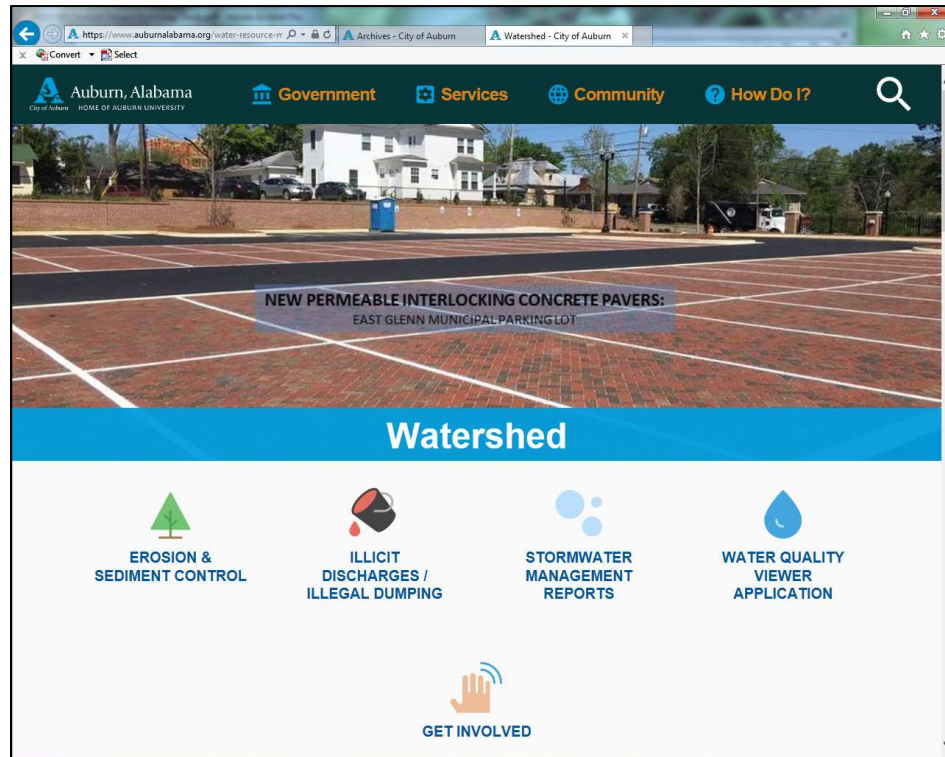 https://www.auburnalabama.org/water-resource-m
Archives - City of Auburn
Watershed - City of Auburn
Convert
Select
Auburn, Alabama
HOME OF AUBURN UNIVERSITY
City of Auburn
Government
Services
Community
How Do I?
NEW PERMEABLE INTERLOCKING CONCRETE PAVERS:
EAST GLENN MUNICIPAL PARKING LOT
Watershed
EROSION &
SEDIMENT CONTROL
ILLICIT
DISCHARGES /
ILLEGAL DUMPING
STORMWATER
MANAGEMENT
REPORTS
WATER QUALITY
VIEWER
APPLICATION
GET INVOLVED